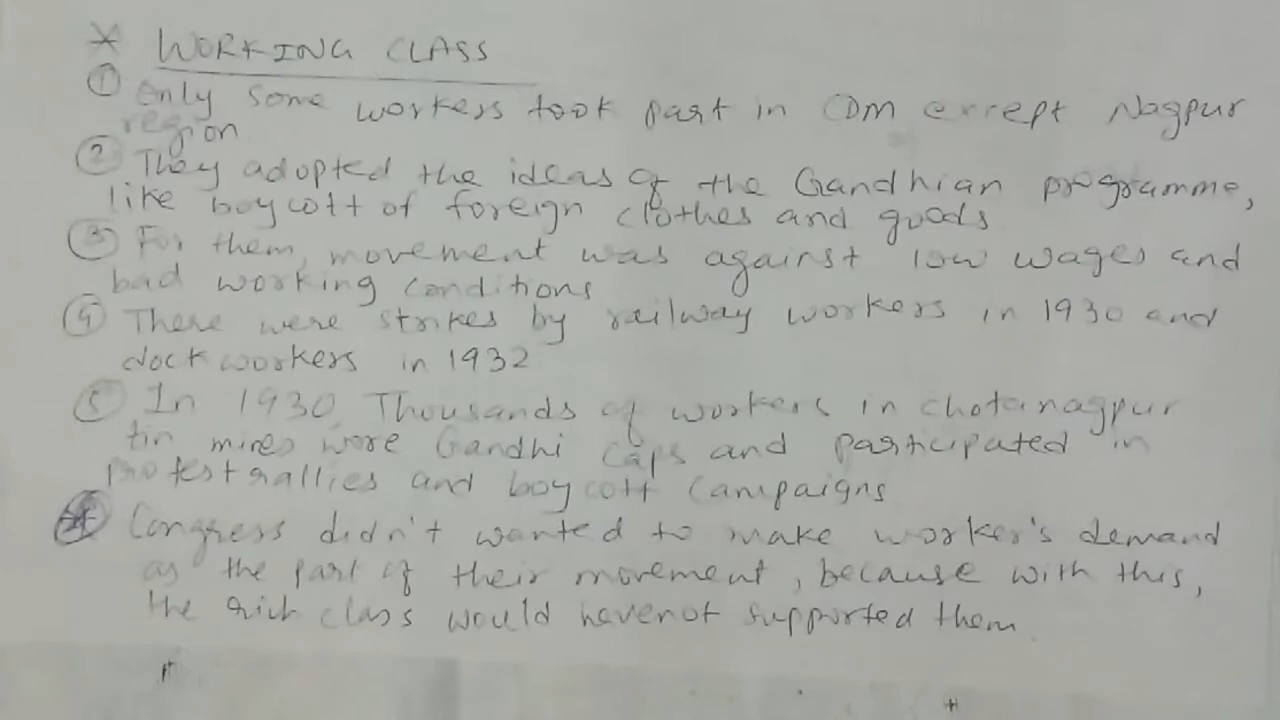 * WORKING CLASS
① Only some workers took part in CDM except Nagpur
region
② They adopted the ideas of the Gandhian programme,
like boycott of foreign clothes and goods
③ For them, movement was against low wages and
bad working conditions
④ There were strikes by railway workers in 1930 and
dock workers in 1932
⑤ In 1930, Thousands of workers in chotanagpur
tin mines wore Gandhi caps and participated in
protest rallies and boycott campaigns
Congress didn't wanted to make worker's demand
as the part of their movement, because with this,
the rich class would have not supported them